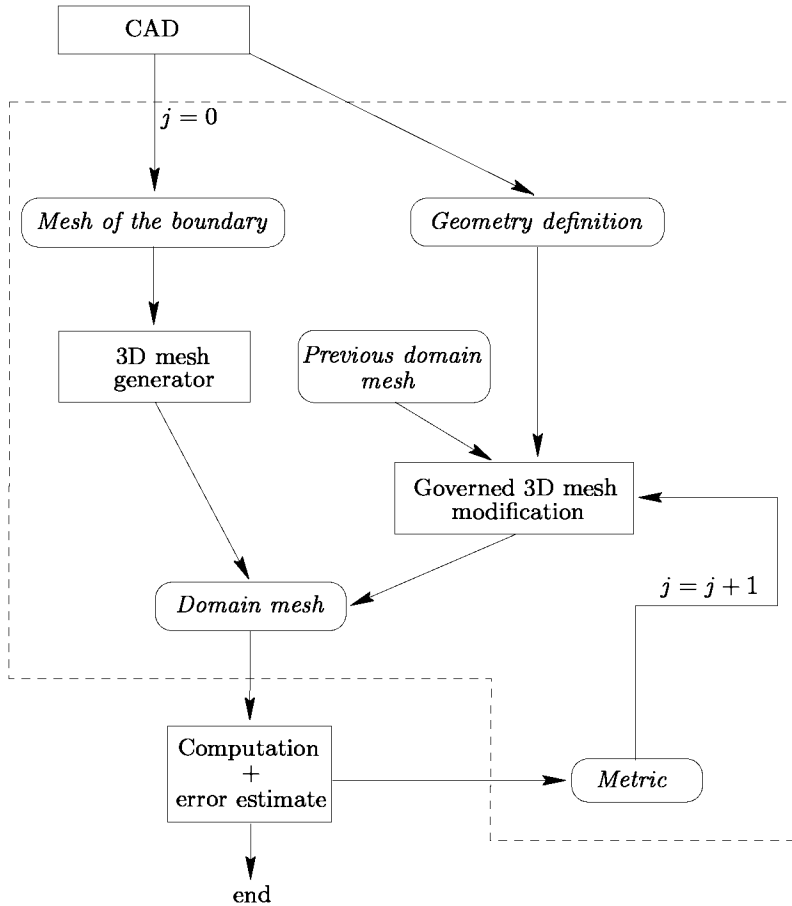 CAD
j = 0
Mesh of the boundary
Geometry definition
3D mesh
generator
Previous domain
mesh
Governed 3D mesh
modification
j = j + 1
Domain mesh
Computation
+
error estimate
Metric
end